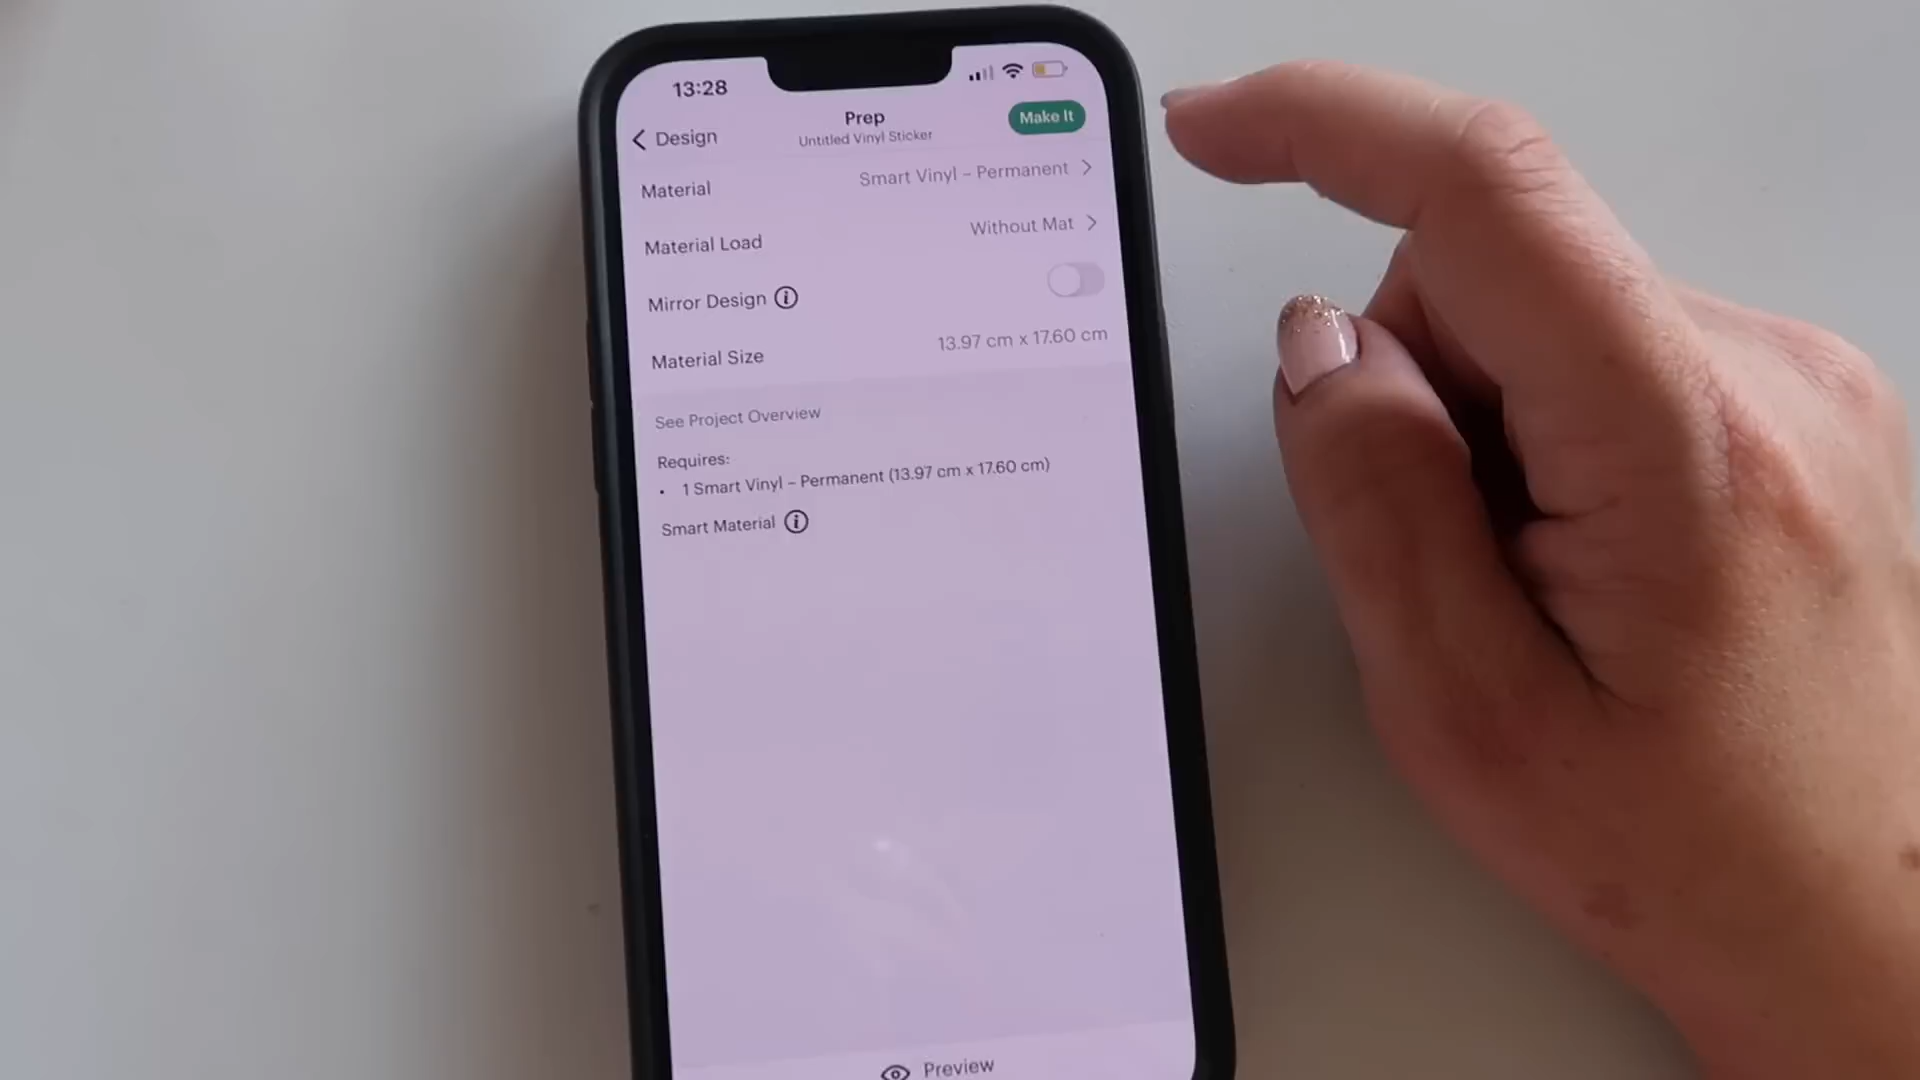 13:28
Design
Prep
Untitled Vinyl Sticker
Make It
Material
Smart Vinyl – Permanent
Material Load
Without Mat
Mirror Design
Material Size
13.97 cm x 17.60 cm
See Project Overview
Requires:
• 1 Smart Vinyl – Permanent (13.97 cm x 17.60 cm)
Smart Material
Preview